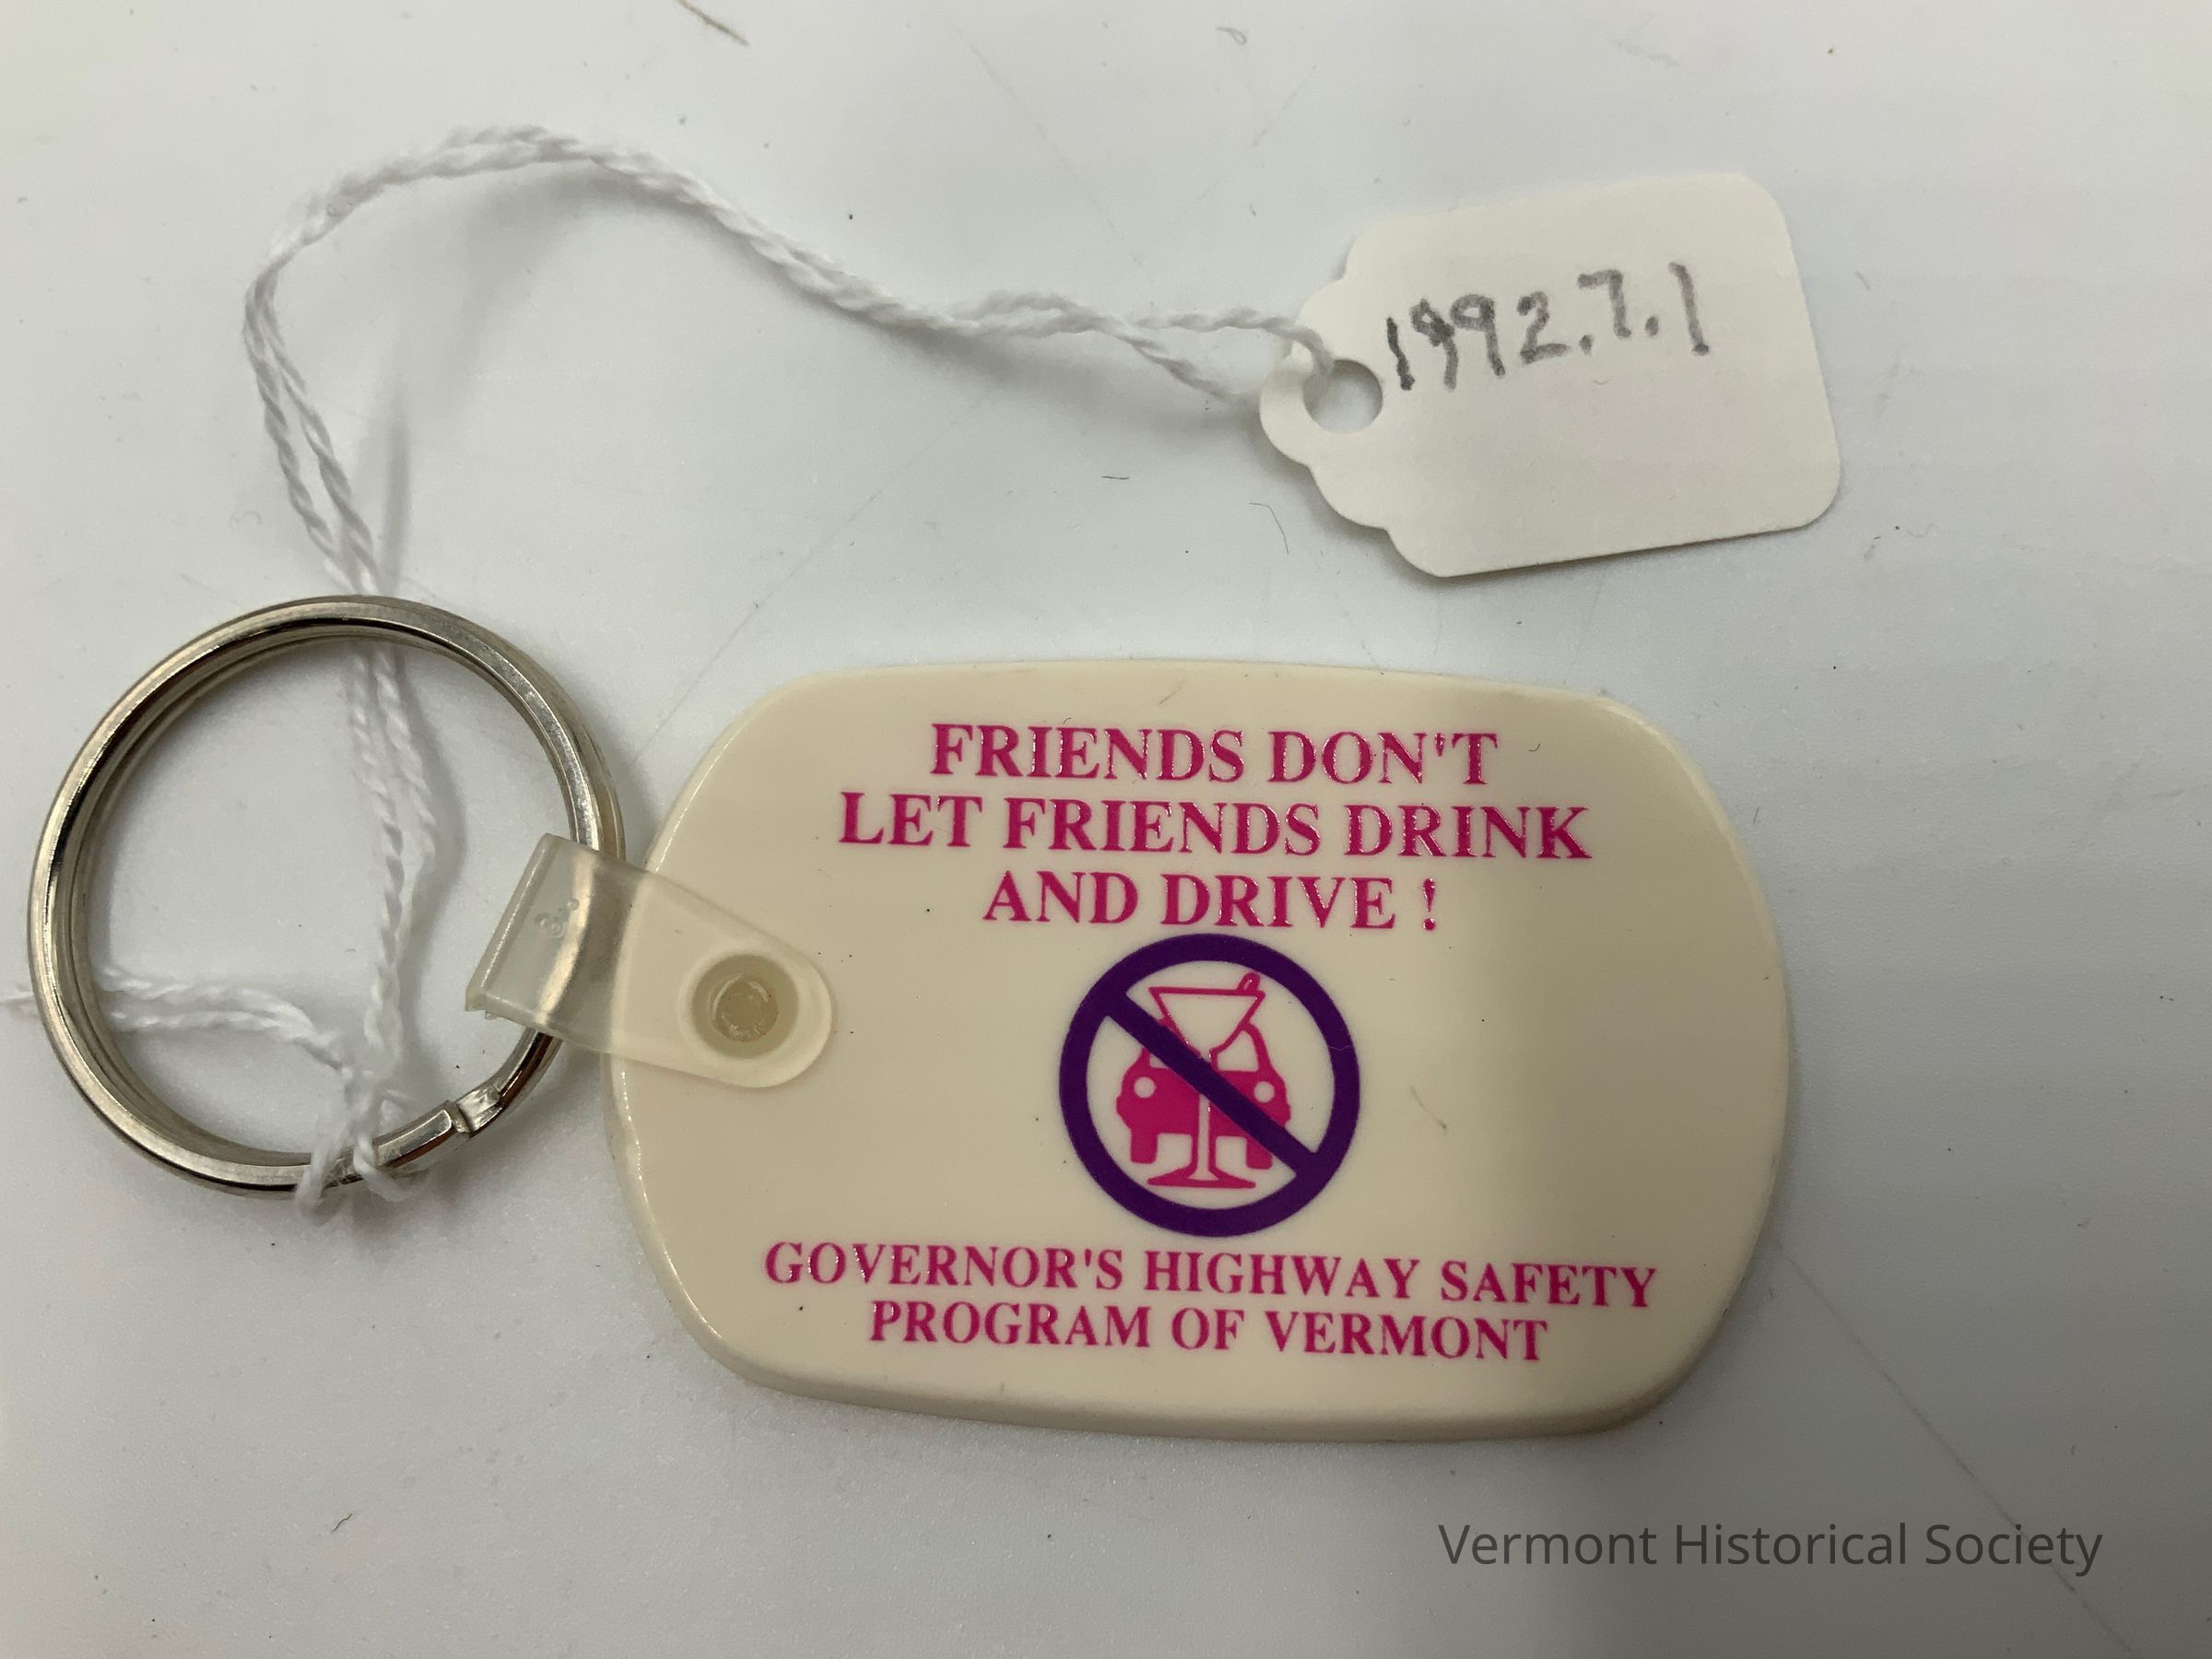 1992.7.1
FRIENDS DON'T
LET FRIENDS DRINK
AND DRIVE !
GOVERNOR'S HIGHWAY SAFETY
PROGRAM OF VERMONT
Vermont Historical Society